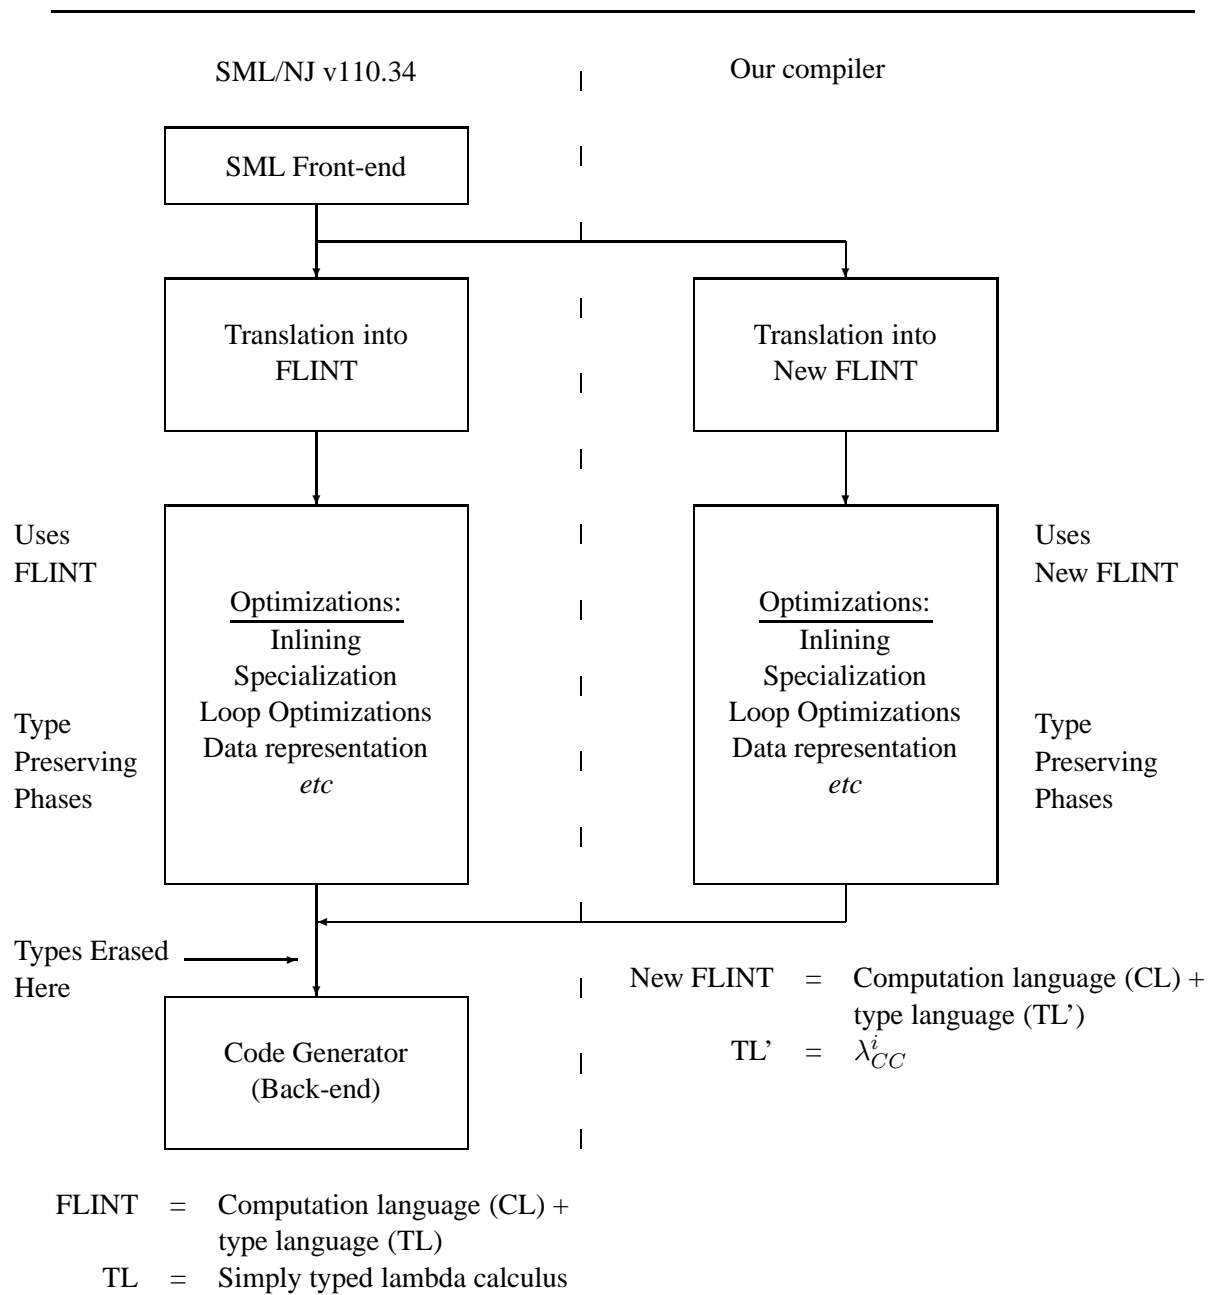 SML/NJ v110.34
Our compiler
SML Front-end
Translation into
FLINT
Translation into
New FLINT
Uses
FLINT
Optimizations:
Inlining
Specialization
Loop Optimizations
Data representation
etc
Type
Preserving
Phases
Optimizations:
Inlining
Specialization
Loop Optimizations
Data representation
etc
Uses
New FLINT
Type
Preserving
Phases
Types Erased
Here
Code Generator
(Back-end)
New FLINT = Computation language (CL) +
type language (TL’)
TL’ = λ^i_{CC}
FLINT = Computation language (CL) +
type language (TL)
TL = Simply typed lambda calculus